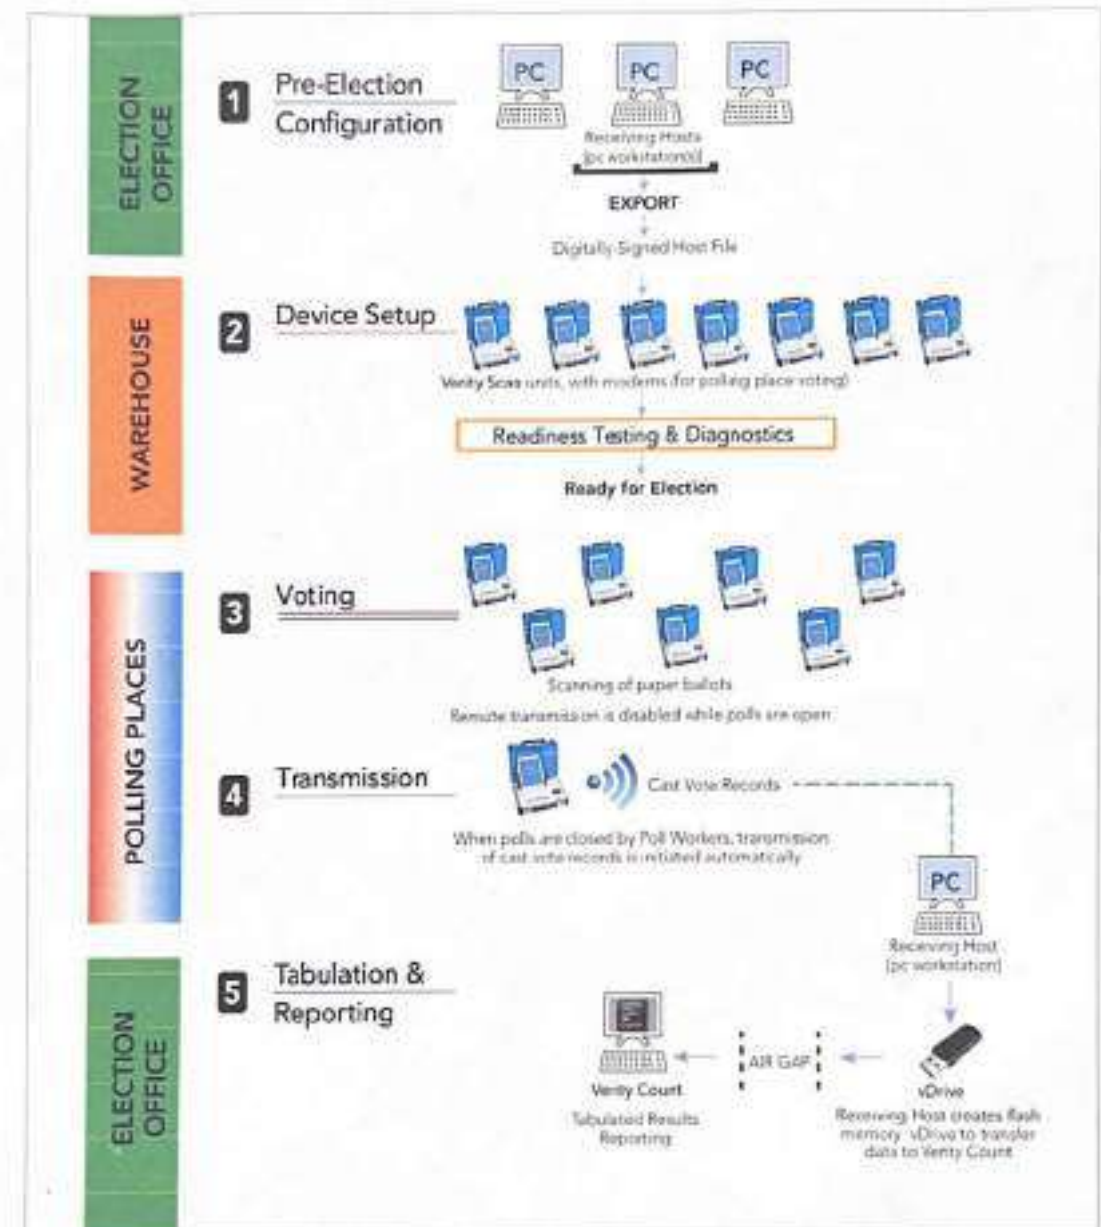 ELECTION
OFFICE
1
Pre-Election
Configuration
PC
PC
PC
Receiving Hosts
[pc workstation(s)]
EXPORT
Digitally Signed Host File
WAREHOUSE
2
Device Setup
Verity Scan units, with modems (for polling place voting)
Readiness Testing & Diagnostics
Ready for Election
POLLING PLACES
3
Voting
Scanning of paper ballots
Remote transmission is disabled while polls are open
4
Transmission
Cast Vote Records
When polls are closed by Poll Workers, transmission
of cast vote records is initiated automatically
PC
Receiving Host
[pc workstation]
ELECTION
OFFICE
5
Tabulation &
Reporting
Verity Count
Tabulated Results
Reporting
AIR GAP
vDrive
Receiving Host creates flash
memory vDrive to transfer
data to Verity Count